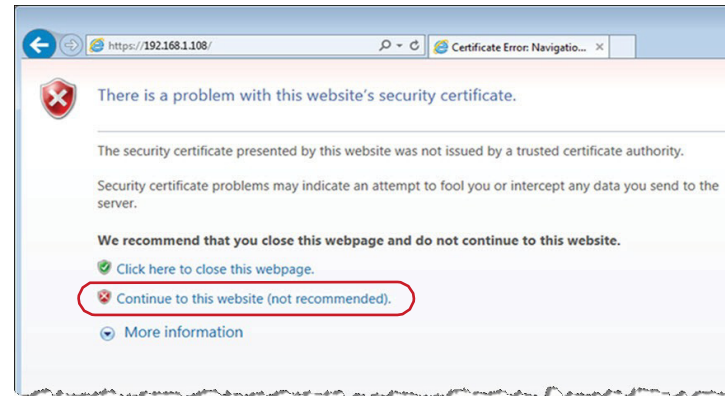 https://192.168.1.108/
Certificate Error: Navigatio...
There is a problem with this website's security certificate.
The security certificate presented by this website was not issued by a trusted certificate authority.
Security certificate problems may indicate an attempt to fool you or intercept any data you send to the
server.
We recommend that you close this webpage and do not continue to this website.
Click here to close this webpage.
Continue to this website (not recommended).
More information